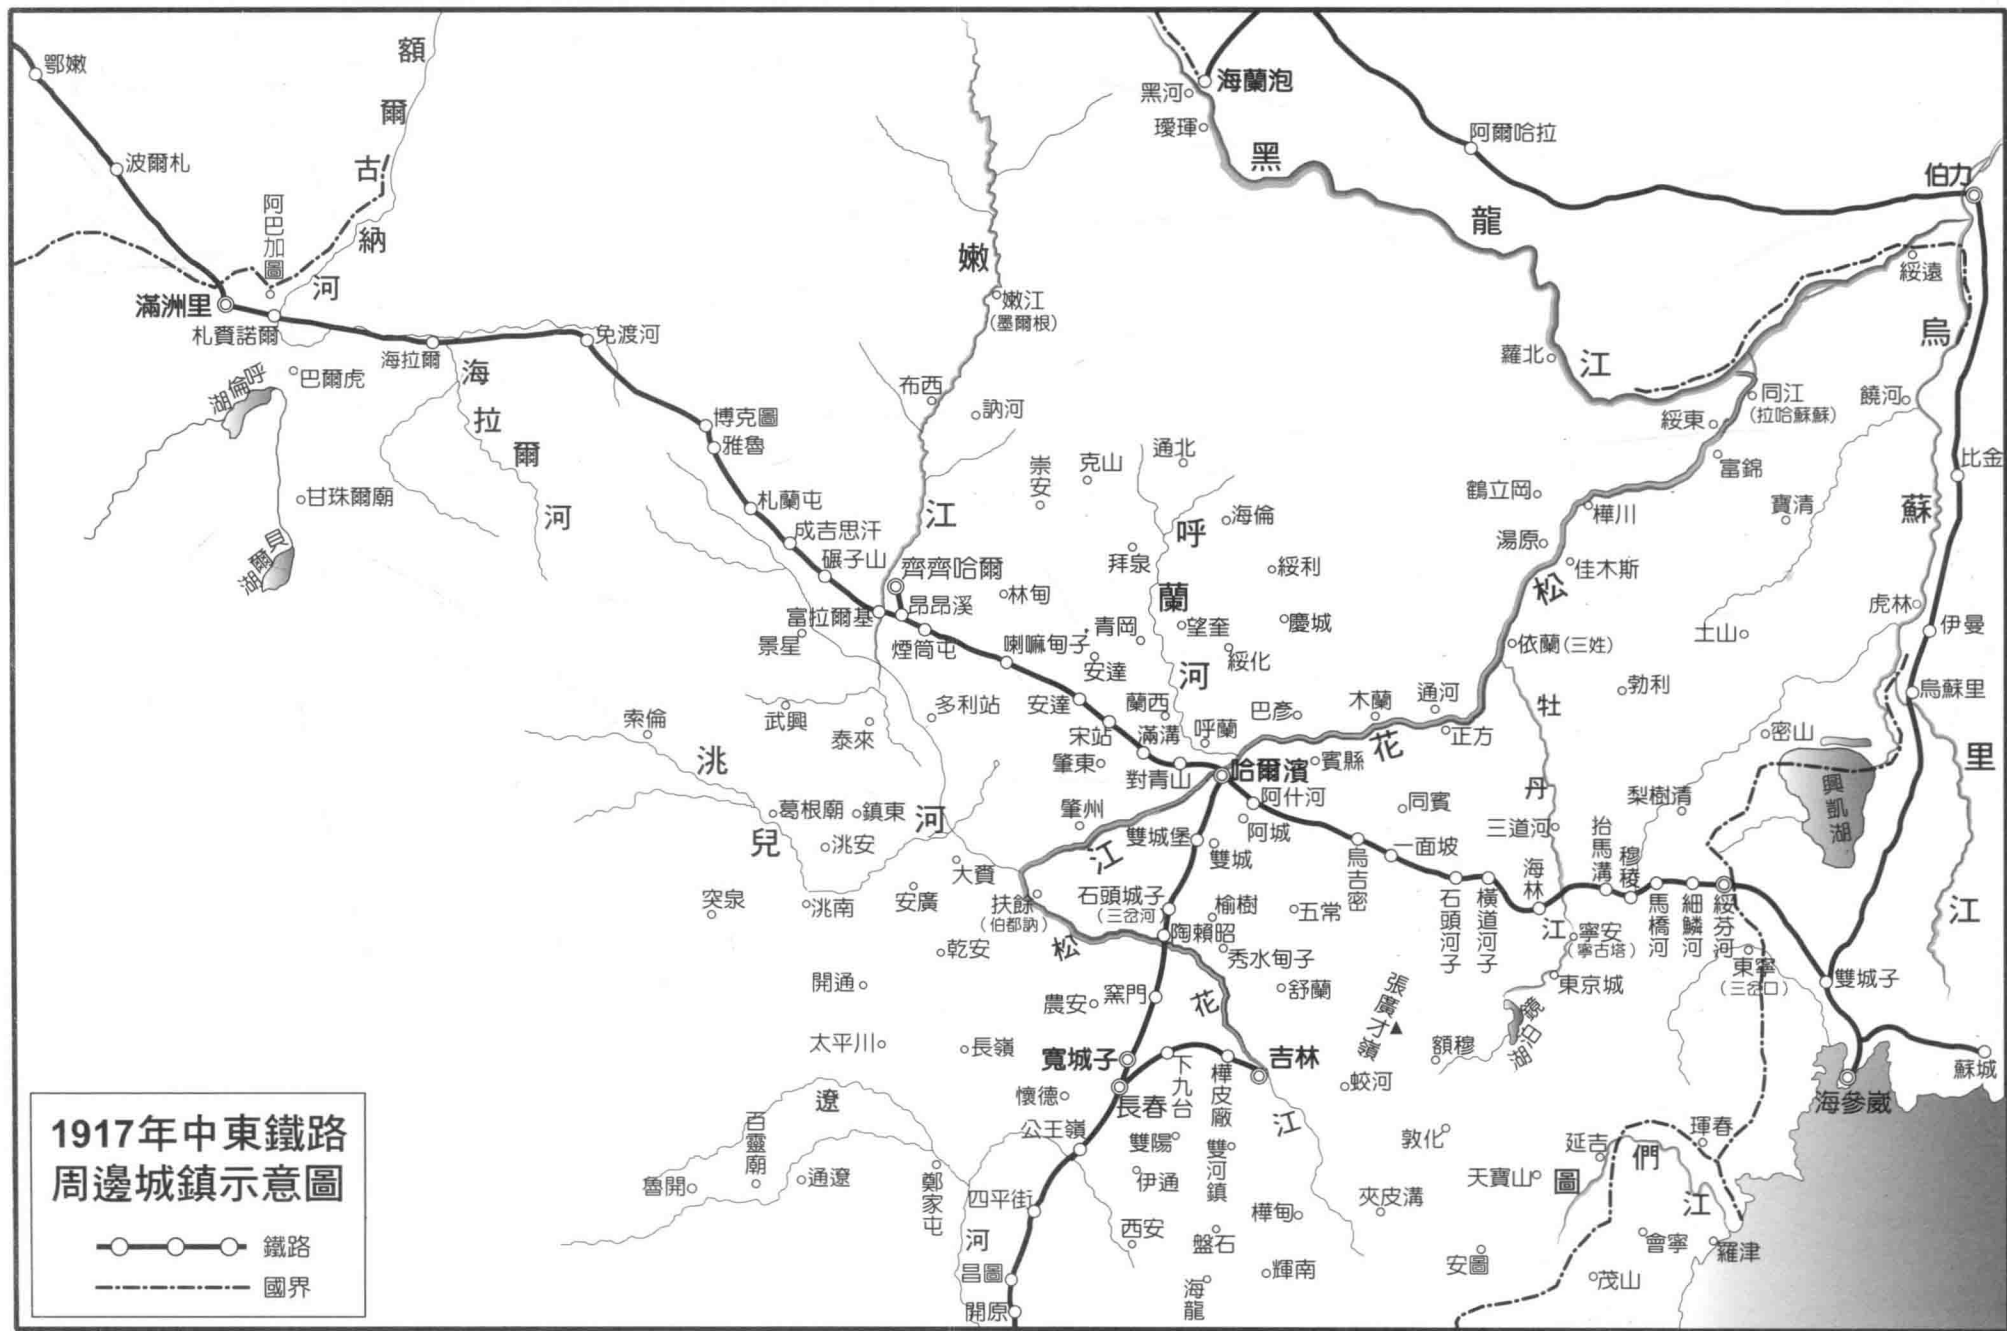 鄂嫩
波爾札
額爾古納河
阿巴加圖
滿洲里
札賚諾爾
海拉爾
免渡河
巴爾虎
呼倫湖
海拉爾河
甘珠爾廟
貝爾湖
博克圖
雅魯
札蘭屯
成吉思汗
碾子山
齊齊哈爾
富拉爾基
昂昂溪
景星
煙筒屯
喇嘛甸子
嫩江
嫩江
(墨爾根)
布西
訥河
崇安
克山
通北
海倫
拜泉
綏利
林甸
青岡
望奎
慶城
安達
綏化
呼蘭河
海蘭泡
黑河
璦琿
黑龍江
阿爾哈拉
伯力
綏遠
烏蘇里江
蘿北
同江
(拉哈蘇蘇)
綏東
富錦
饒河
比金
鶴立岡
樺川
寶清
湯原
佳木斯
松花江
虎林
伊曼
土山
依蘭(三姓)
勃利
烏蘇里
密山
興凱湖
梨樹清
牡丹江
索倫
武興
泰來
多利站
安達
蘭西
宋站
滿溝
呼蘭
巴彥
木蘭
通河
正方
肇東
對青山
哈爾濱
賓縣
洮兒河
葛根廟
鎮東
洮安
肇州
阿什河
阿城
雙城堡
雙城
同賓
三道河
抬馬溝
穆稜
烏吉密
一面坡
石頭河子
橫道河子
海林
馬橋河
細鱗河
綏芬河
大賚
突泉
洮南
安廣
扶餘
(伯都訥)
石頭城子
(三岔河)
榆樹
五常
陶賴昭
秀水甸子
寧安
(寧古塔)
東寧
(三岔口)
雙城子
乾安
開通
農安
窯門
舒蘭
張廣才嶺
東京城
鏡泊湖
松花江
太平川
長嶺
寬城子
下九台
樺皮廠
吉林
額穆
蛟河
蘇城
海參崴
懷德
長春
遼河
百靈廟
公王嶺
雙陽
雙河鎮
敦化
延吉
琿春
圖們江
魯開
通遼
鄭家屯
四平街
伊通
天寶山
夾皮溝
西安
盤石
樺甸
昌圖
海龍
輝南
安圖
會寧
羅津
茂山
開原
1917年中東鐵路
周邊城鎮示意圖
鐵路
國界